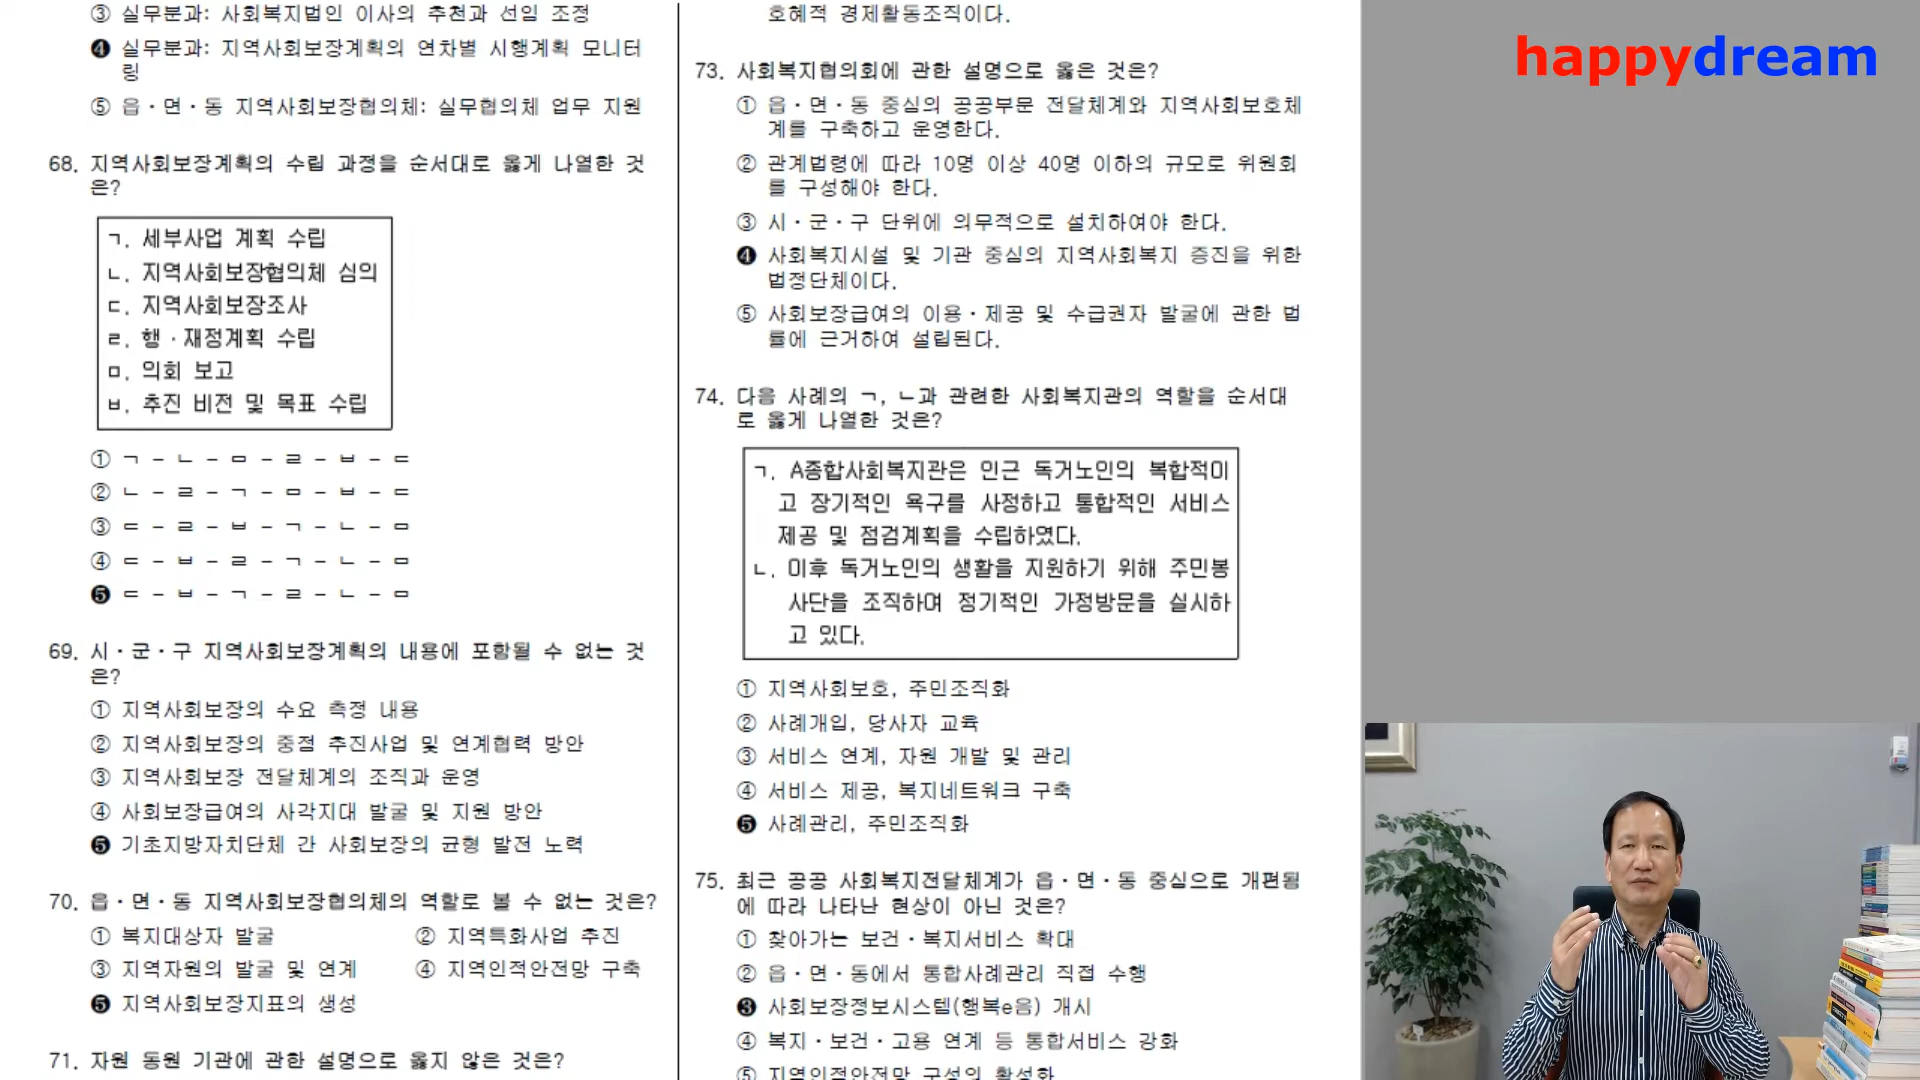 ③ 실무분과: 사회복지법인 이사의 추천과 선임 조정
❹ 실무분과: 지역사회보장계획의 연차별 시행계획 모니터
링
⑤ 읍·면·동 지역사회보장협의체: 실무협의체 업무 지원
68. 지역사회보장계획의 수립 과정을 순서대로 옳게 나열한 것
은?
ㄱ. 세부사업 계획 수립
ㄴ. 지역사회보장협의체 심의
ㄷ. 지역사회보장조사
ㄹ. 행·재정계획 수립
ㅁ. 의회 보고
ㅂ. 추진 비전 및 목표 수립
① ㄱ - ㄴ - ㅁ - ㄹ - ㅂ - ㄷ
② ㄴ - ㄹ - ㄱ - ㅁ - ㅂ - ㄷ
③ ㄷ - ㄹ - ㅂ - ㄱ - ㄴ - ㅁ
④ ㄷ - ㅂ - ㄹ - ㄱ - ㄴ - ㅁ
❺ ㄷ - ㅂ - ㄱ - ㄹ - ㄴ - ㅁ
69. 시·군·구 지역사회보장계획의 내용에 포함될 수 없는 것
은?
① 지역사회보장의 수요 측정 내용
② 지역사회보장의 중점 추진사업 및 연계협력 방안
③ 지역사회보장 전달체계의 조직과 운영
④ 사회보장급여의 사각지대 발굴 및 지원 방안
❺ 기초지방자치단체 간 사회보장의 균형 발전 노력
70. 읍·면·동 지역사회보장협의체의 역할로 볼 수 없는 것은?
① 복지대상자 발굴 ② 지역특화사업 추진
③ 지역자원의 발굴 및 연계 ④ 지역인적안전망 구축
❺ 지역사회보장지표의 생성
71. 자원 동원 기관에 관한 설명으로 옳지 않은 것은?
호혜적 경제활동조직이다.
73. 사회복지협의회에 관한 설명으로 옳은 것은?
① 읍·면·동 중심의 공공부문 전달체계와 지역사회보호체
계를 구축하고 운영한다.
② 관계법령에 따라 10명 이상 40명 이하의 규모로 위원회
를 구성해야 한다.
③ 시·군·구 단위에 의무적으로 설치하여야 한다.
❹ 사회복지시설 및 기관 중심의 지역사회복지 증진을 위한
법정단체이다.
⑤ 사회보장급여의 이용·제공 및 수급권자 발굴에 관한 법
률에 근거하여 설립된다.
74. 다음 사례의 ㄱ, ㄴ과 관련한 사회복지관의 역할을 순서대
로 옳게 나열한 것은?
ㄱ. A종합사회복지관은 인근 독거노인의 복합적이
고 장기적인 욕구를 사정하고 통합적인 서비스
제공 및 점검계획을 수립하였다.
ㄴ. 이후 독거노인의 생활을 지원하기 위해 주민봉
사단을 조직하여 정기적인 가정방문을 실시하
고 있다.
① 지역사회보호, 주민조직화
② 사례개입, 당사자 교육
③ 서비스 연계, 자원 개발 및 관리
④ 서비스 제공, 복지네트워크 구축
❺ 사례관리, 주민조직화
75. 최근 공공 사회복지전달체계가 읍·면·동 중심으로 개편됨
에 따라 나타난 현상이 아닌 것은?
① 찾아가는 보건·복지서비스 확대
② 읍·면·동에서 통합사례관리 직접 수행
❸ 사회보장정보시스템(행복e음) 개시
④ 복지·보건·고용 연계 등 통합서비스 강화
⑤ 지역인적안전망 구성의 활성화
happydream